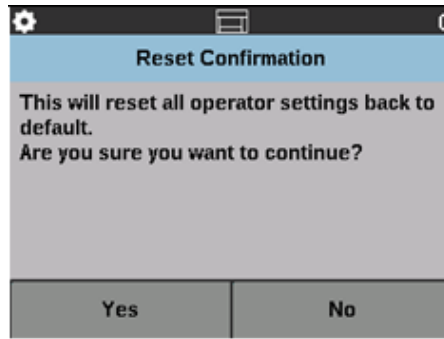 Reset Confirmation
This will reset all operator settings back to
default.
Are you sure you want to continue?
Yes
No